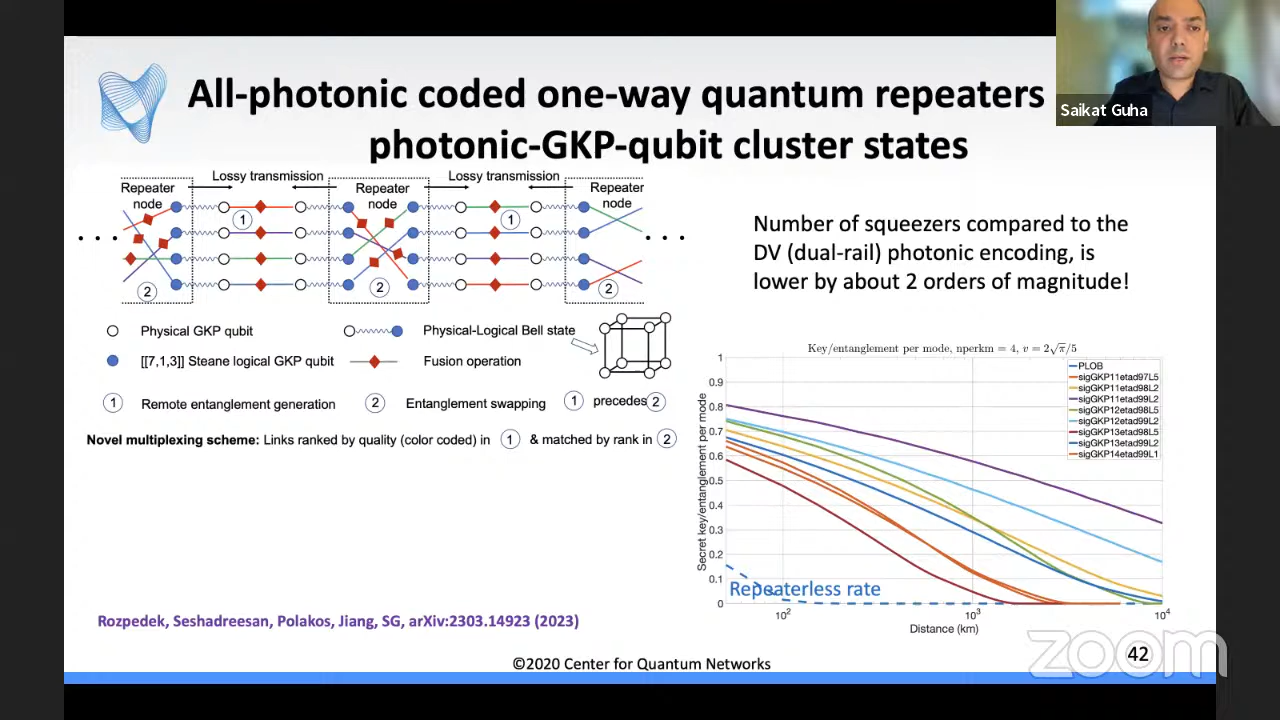 Saikat Guha
All-photonic coded one-way quantum repeaters
photonic-GKP-qubit cluster states
Lossy transmission
Lossy transmission
Repeater
node
Repeater
node
Repeater
node
1
1
2
2
2
Physical GKP qubit
Physical-Logical Bell state
[[7,1,3]] Steane logical GKP qubit
Fusion operation
1 Remote entanglement generation
2 Entanglement swapping
1 precedes 2
Novel multiplexing scheme: Links ranked by quality (color coded) in 1 & matched by rank in 2
Number of squeezers compared to the
DV (dual-rail) photonic encoding, is
lower by about 2 orders of magnitude!
Key/entanglement per mode, nperkm = 4, v = 2√π/5
PLOB
sigGKP11etad97L5
sigGKP11etad98L2
sigGKP11etad99L2
sigGKP12etad98L5
sigGKP12etad99L2
sigGKP13etad98L5
sigGKP13etad99L2
sigGKP14etad99L1
Secret key/entanglement per mode
1
0.9
0.8
0.7
0.6
0.5
0.4
0.3
0.2
0.1
0
Repeaterless rate
10²
10³
10⁴
Distance (km)
Rozpedek, Seshadreesan, Polakos, Jiang, SG, arXiv:2303.14923 (2023)
©2020 Center for Quantum Networks
42
zoom